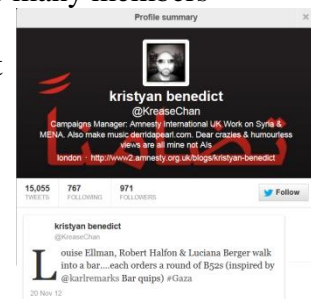 many members
t
Profile summary
kristyan benedict
@KreaseChan
Campaigns Manager: Amnesty International UK Work on Syria &
MENA. Also make music derridapearl.com. Dear crazies & humourless
views are all mine not AIs
london · http://www2.amnesty.org.uk/blogs/kristyan-benedict
15,055 767 971
TWEETS FOLLOWING FOLLOWERS
Follow
kristyan benedict
@KreaseChan
Louise Ellman, Robert Halfon & Luciana Berger walk
into a bar....each orders a round of B52s (inspired by
@karlremarks Bar quips) #Gaza
20 Nov 12